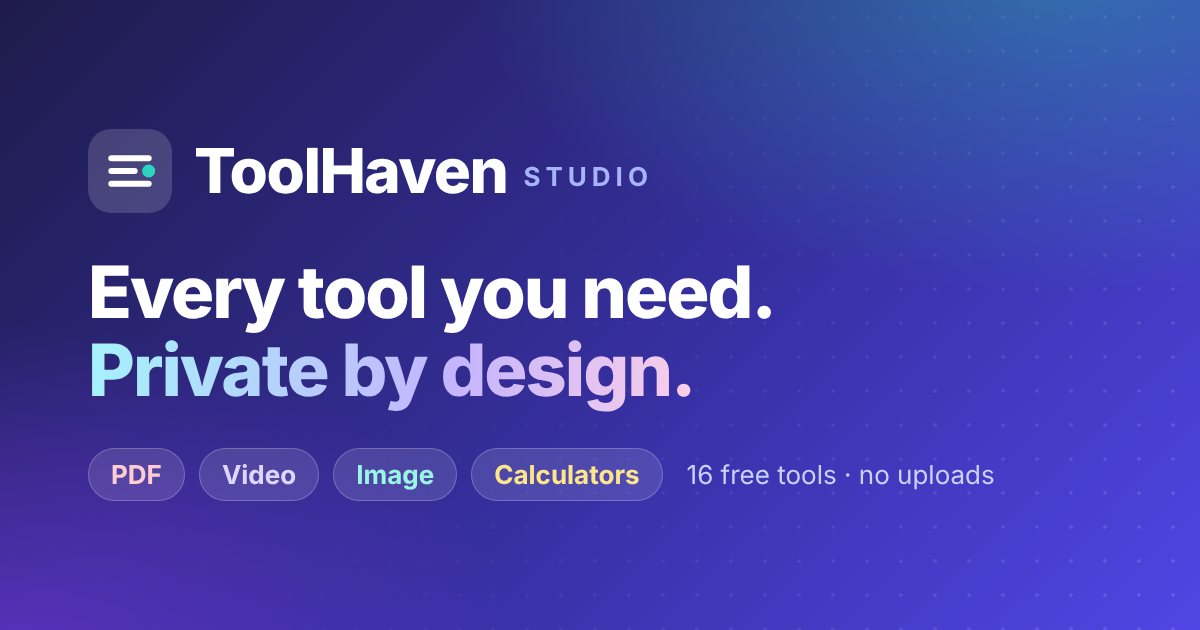 ToolHaven STUDIO
Every tool you need.
Private by design.
PDF Video Image Calculators 16 free tools · no uploads